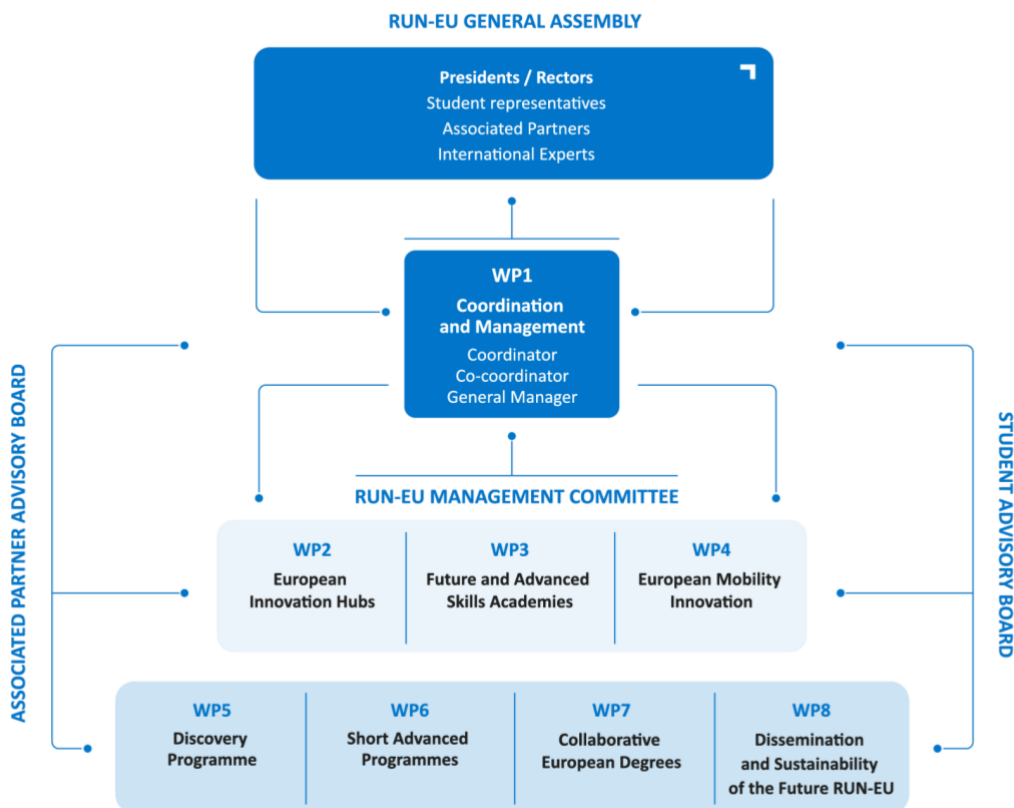 RUN-EU GENERAL ASSEMBLY
Presidents / Rectors
Student representatives
Associated Partners
International Experts
WP1
Coordination
and Management
Coordinator
Co-coordinator
General Manager
ASSOCIATED PARTNER ADVISORY BOARD
STUDENT ADVISORY BOARD
RUN-EU MANAGEMENT COMMITTEE
WP2
European
Innovation Hubs
WP3
Future and Advanced
Skills Academies
WP4
European Mobility
Innovation
WP5
Discovery
Programme
WP6
Short Advanced
Programmes
WP7
Collaborative
European Degrees
WP8
Dissemination
and Sustainability
of the Future RUN-EU